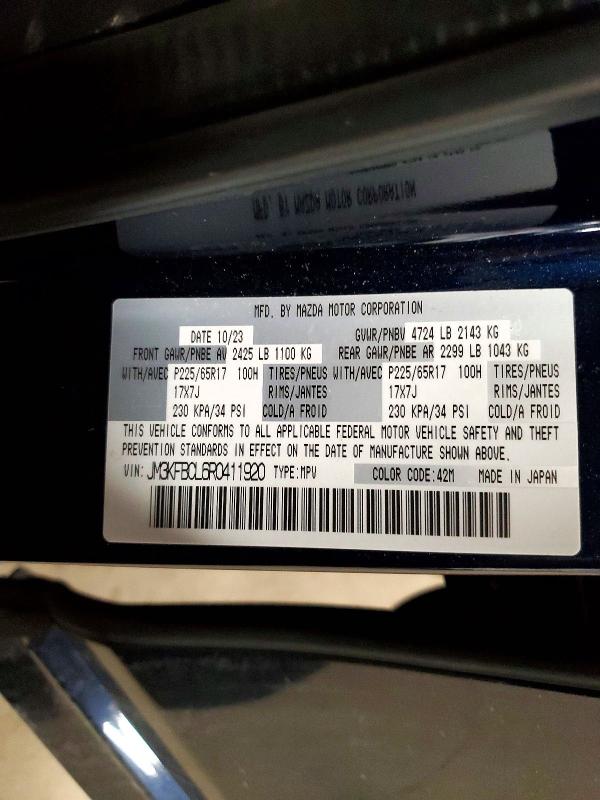 MFD. BY MAZDA MOTOR CORPORATION
DATE 10/23 GVWR/PNBV 4724 LB 2143 KG
FRONT GAWR/PNBE AV 2425 LB 1100 KG REAR GAWR/PNBE AR 2299 LB 1043 KG
WITH/AVEC P225/65R17 100H TIRES/PNEUS WITH/AVEC P225/65R17 100H TIRES/PNEUS
17X7J RIMS/JANTES 17X7J RIMS/JANTES
230 KPA/34 PSI COLD/A FROID 230 KPA/34 PSI COLD/A FROID
THIS VEHICLE CONFORMS TO ALL APPLICABLE FEDERAL MOTOR VEHICLE SAFETY AND THEFT
PREVENTION STANDARDS IN EFFECT ON THE DATE OF MANUFACTURE SHOWN ABOVE.
VIN: JM3KFBCL6R0411920 TYPE:MPV COLOR CODE:42M MADE IN JAPAN